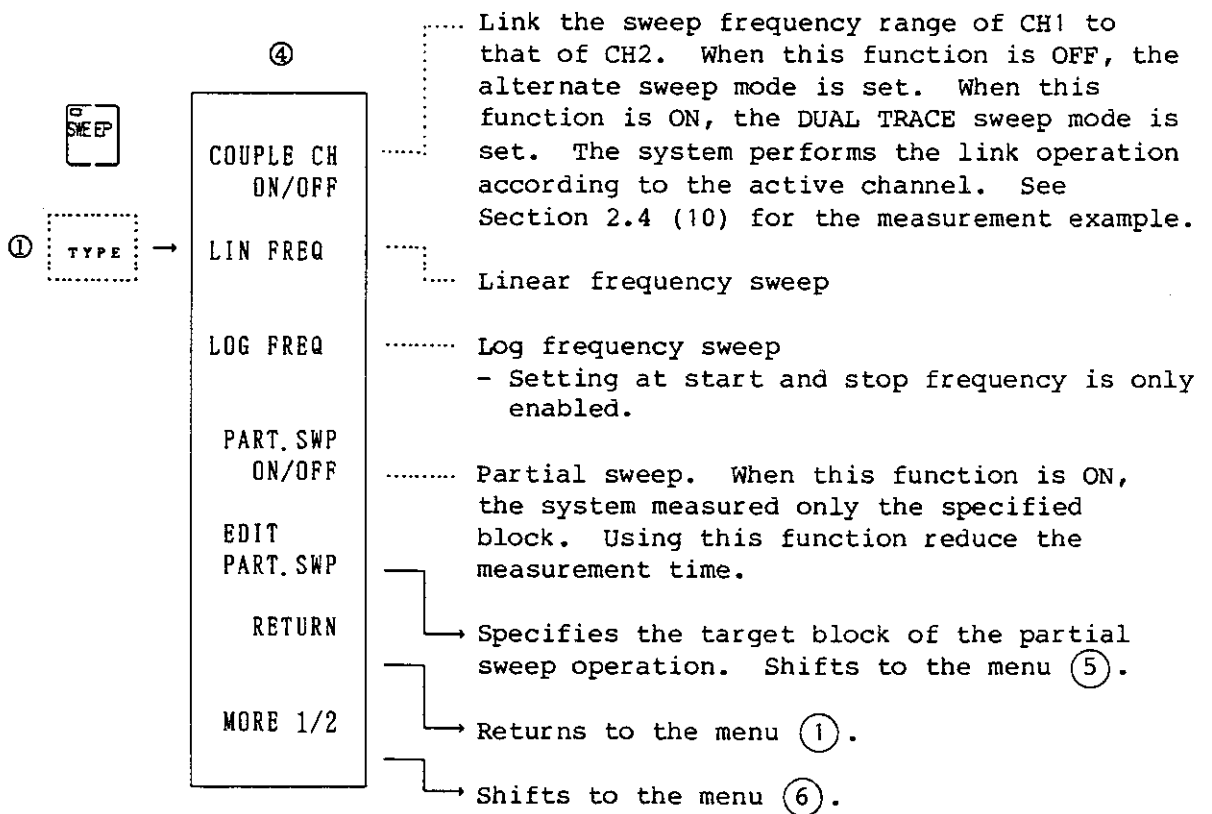 ④
SWEEP
① TYPE →
COUPLE CH
ON/OFF
LIN FREQ
LOG FREQ
PART.SWP
ON/OFF
EDIT
PART.SWP
RETURN
MORE 1/2
Link the sweep frequency range of CH1 to
that of CH2. When this function is OFF, the
alternate sweep mode is set. When this
function is ON, the DUAL TRACE sweep mode is
set. The system performs the link operation
according to the active channel. See
Section 2.4 (10) for the measurement example.
Linear frequency sweep
Log frequency sweep
- Setting at start and stop frequency is only
enabled.
Partial sweep. When this function is ON,
the system measured only the specified
block. Using this function reduce the
measurement time.
Specifies the target block of the partial
sweep operation. Shifts to the menu ⑤.
Returns to the menu ①.
Shifts to the menu ⑥.